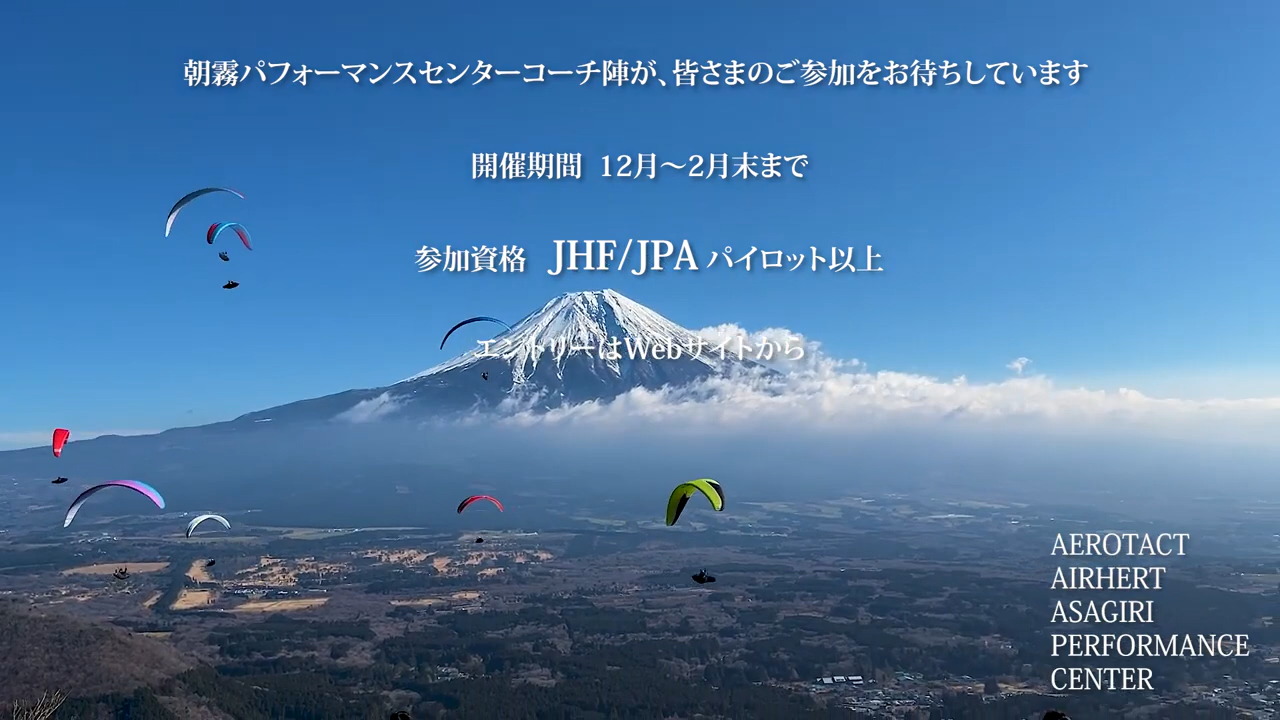 朝霧パフォーマンスセンターコーチ陣が、皆さまのご参加をお待ちしています
開催期間 12月～2月末まで
参加資格 JHF/JPA パイロット以上
エントリーはWebサイトから
AEROTACT
AIRHERT
ASAGIRI
PERFORMANCE
CENTER